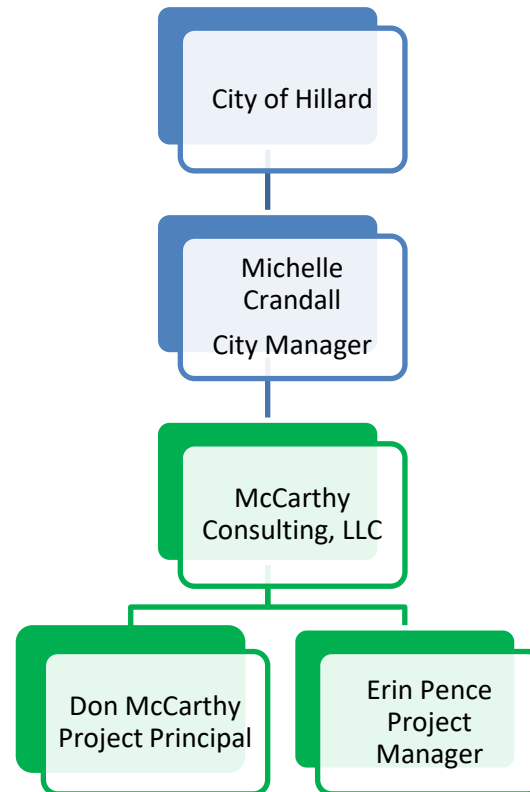 City of Hillard
Michelle
Crandall
City Manager
McCarthy
Consulting, LLC
Don McCarthy
Project Principal
Erin Pence
Project
Manager